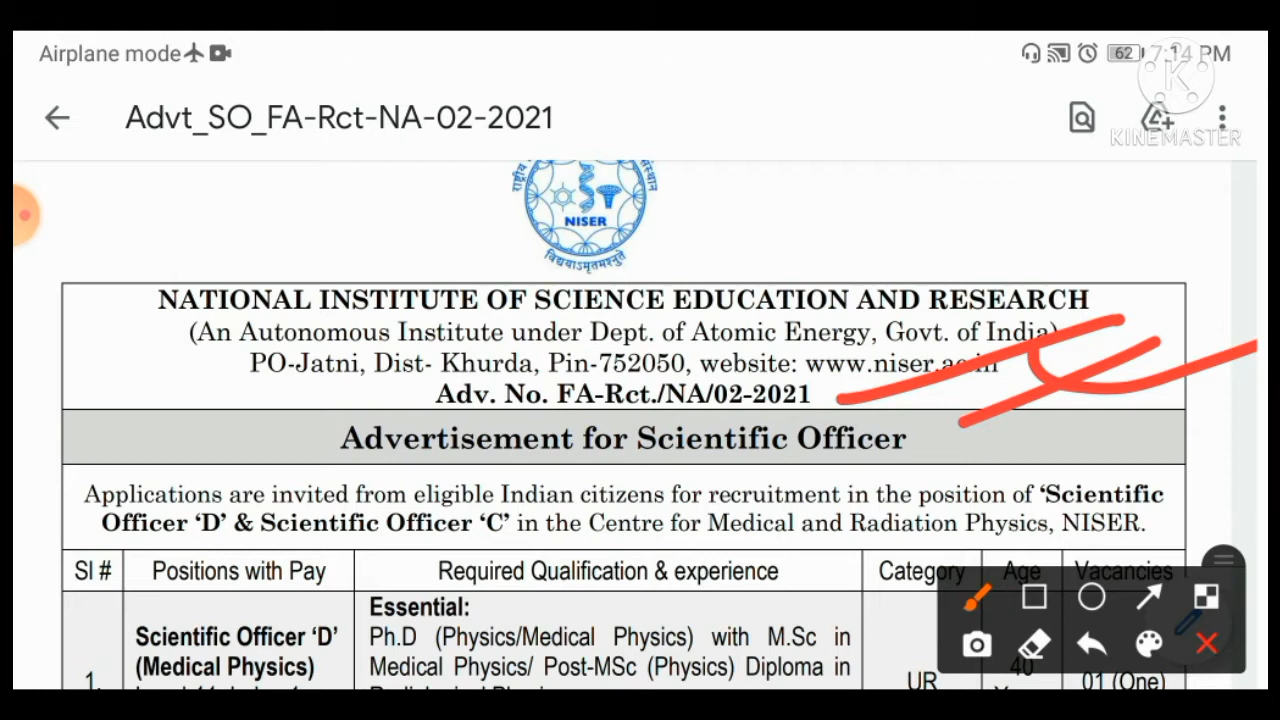 Airplane mode
62 7:14 PM
KINEMASTER
Advt_SO_FA-Rct-NA-02-2021
NISER
विद्ययाऽमृतमश्नुते
NATIONAL INSTITUTE OF SCIENCE EDUCATION AND RESEARCH
(An Autonomous Institute under Dept. of Atomic Energy, Govt. of India)
PO-Jatni, Dist- Khurda, Pin-752050, website: www.niser.ac.in
Adv. No. FA-Rct./NA/02-2021
Advertisement for Scientific Officer
Applications are invited from eligible Indian citizens for recruitment in the position of ‘Scientific
Officer ‘D’ & Scientific Officer ‘C’ in the Centre for Medical and Radiation Physics, NISER.
Sl # Positions with Pay Required Qualification & experience Category Age Vacancies
1. Scientific Officer ‘D’
(Medical Physics)
Essential:
Ph.D (Physics/Medical Physics) with M.Sc in
Medical Physics/ Post-MSc (Physics) Diploma in
UR
40
01 (One)